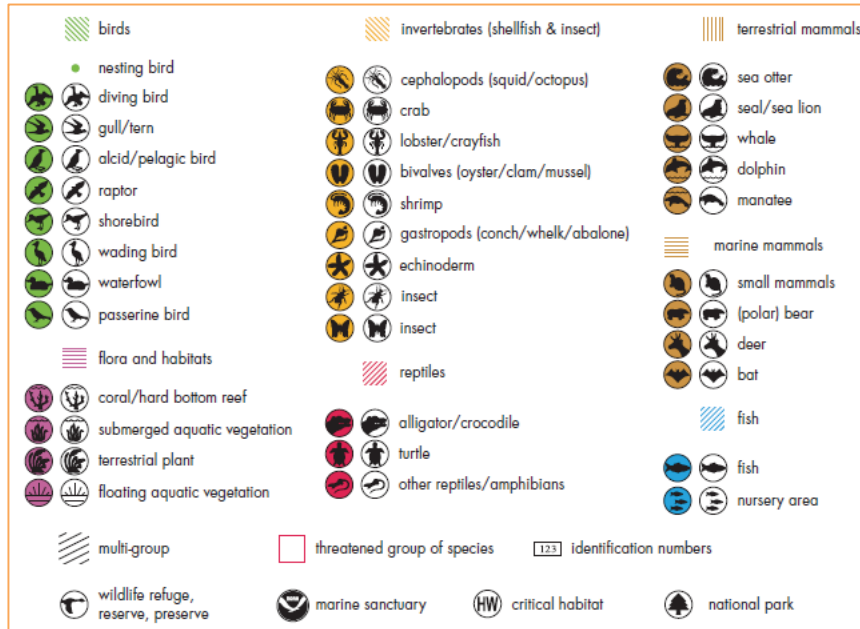 birds
nesting bird
diving bird
gull/tern
alcid/pelagic bird
raptor
shorebird
wading bird
waterfowl
passerine bird
flora and habitats
coral/hard bottom reef
submerged aquatic vegetation
terrestrial plant
floating aquatic vegetation
invertebrates (shellfish & insect)
cephalopods (squid/octopus)
crab
lobster/crayfish
bivalves (oyster/clam/mussel)
shrimp
gastropods (conch/whelk/abalone)
echinoderm
insect
insect
reptiles
alligator/crocodile
turtle
other reptiles/amphibians
terrestrial mammals
sea otter
seal/sea lion
whale
dolphin
manatee
marine mammals
small mammals
(polar) bear
deer
bat
fish
fish
nursery area
multi-group
threatened group of species
123 identification numbers
wildlife refuge,
reserve, preserve
marine sanctuary
HW critical habitat
national park